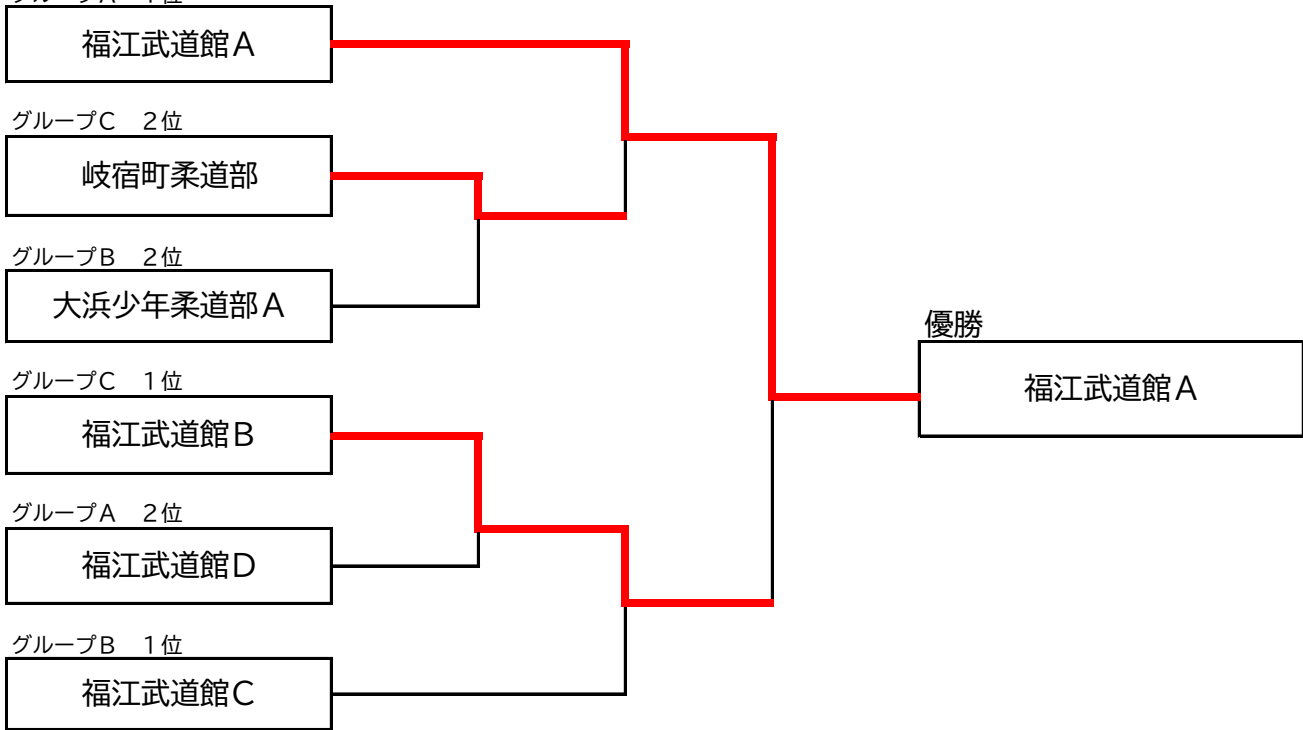 福江武道館A
グループC　2位
岐宿町柔道部
グループB　2位
大浜少年柔道部A
グループC　1位
福江武道館B
グループA　2位
福江武道館D
グループB　1位
福江武道館C
優勝
福江武道館A